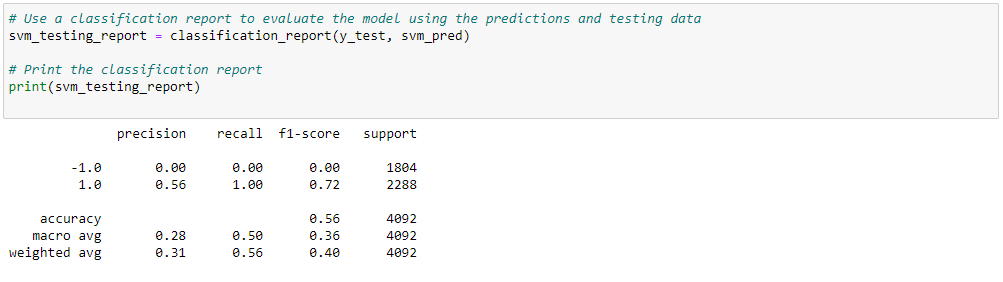 # Use a classification report to evaluate the model using the predictions and testing data
svm_testing_report = classification_report(y_test, svm_pred)
# Print the classification report
print(svm_testing_report)
precision recall f1-score support
-1.0 0.00 0.00 0.00 1804
1.0 0.56 1.00 0.72 2288
accuracy 0.56 4092
macro avg 0.28 0.50 0.36 4092
weighted avg 0.31 0.56 0.40 4092